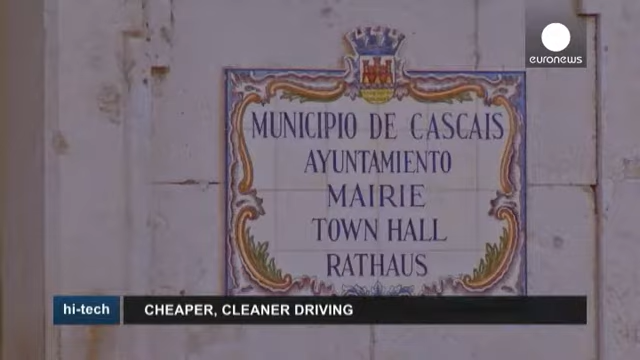 euronews
MUNICIPIO DE CASCAIS
AYUNTAMIENTO
MAIRIE
TOWN HALL
RATHAUS
hi-tech
CHEAPER, CLEANER DRIVING